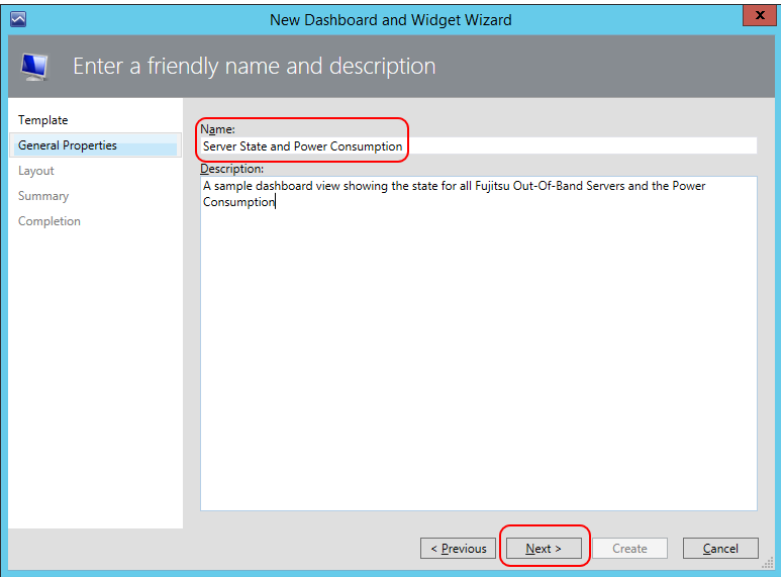 New Dashboard and Widget Wizard
x
Enter a friendly name and description
Template
General Properties
Layout
Summary
Completion
Name:
Server State and Power Consumption
Description:
A sample dashboard view showing the state for all Fujitsu Out-Of-Band Servers and the Power
Consumption
< Previous
Next >
Create
Cancel